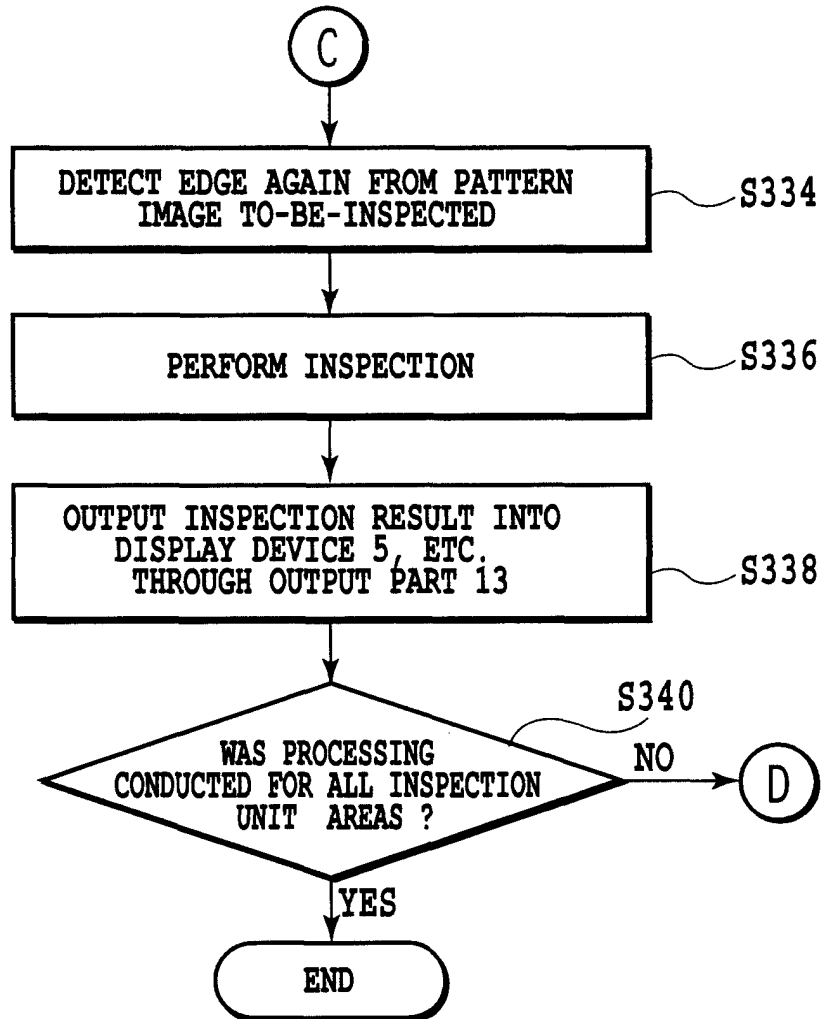 C
DETECT EDGE AGAIN FROM PATTERN
IMAGE TO-BE-INSPECTED
S334
PERFORM INSPECTION
S336
OUTPUT INSPECTION RESULT INTO
DISPLAY DEVICE 5, ETC.
THROUGH OUTPUT PART 13
S338
S340
WAS PROCESSING
CONDUCTED FOR ALL INSPECTION
UNIT AREAS ?
NO
D
YES
END